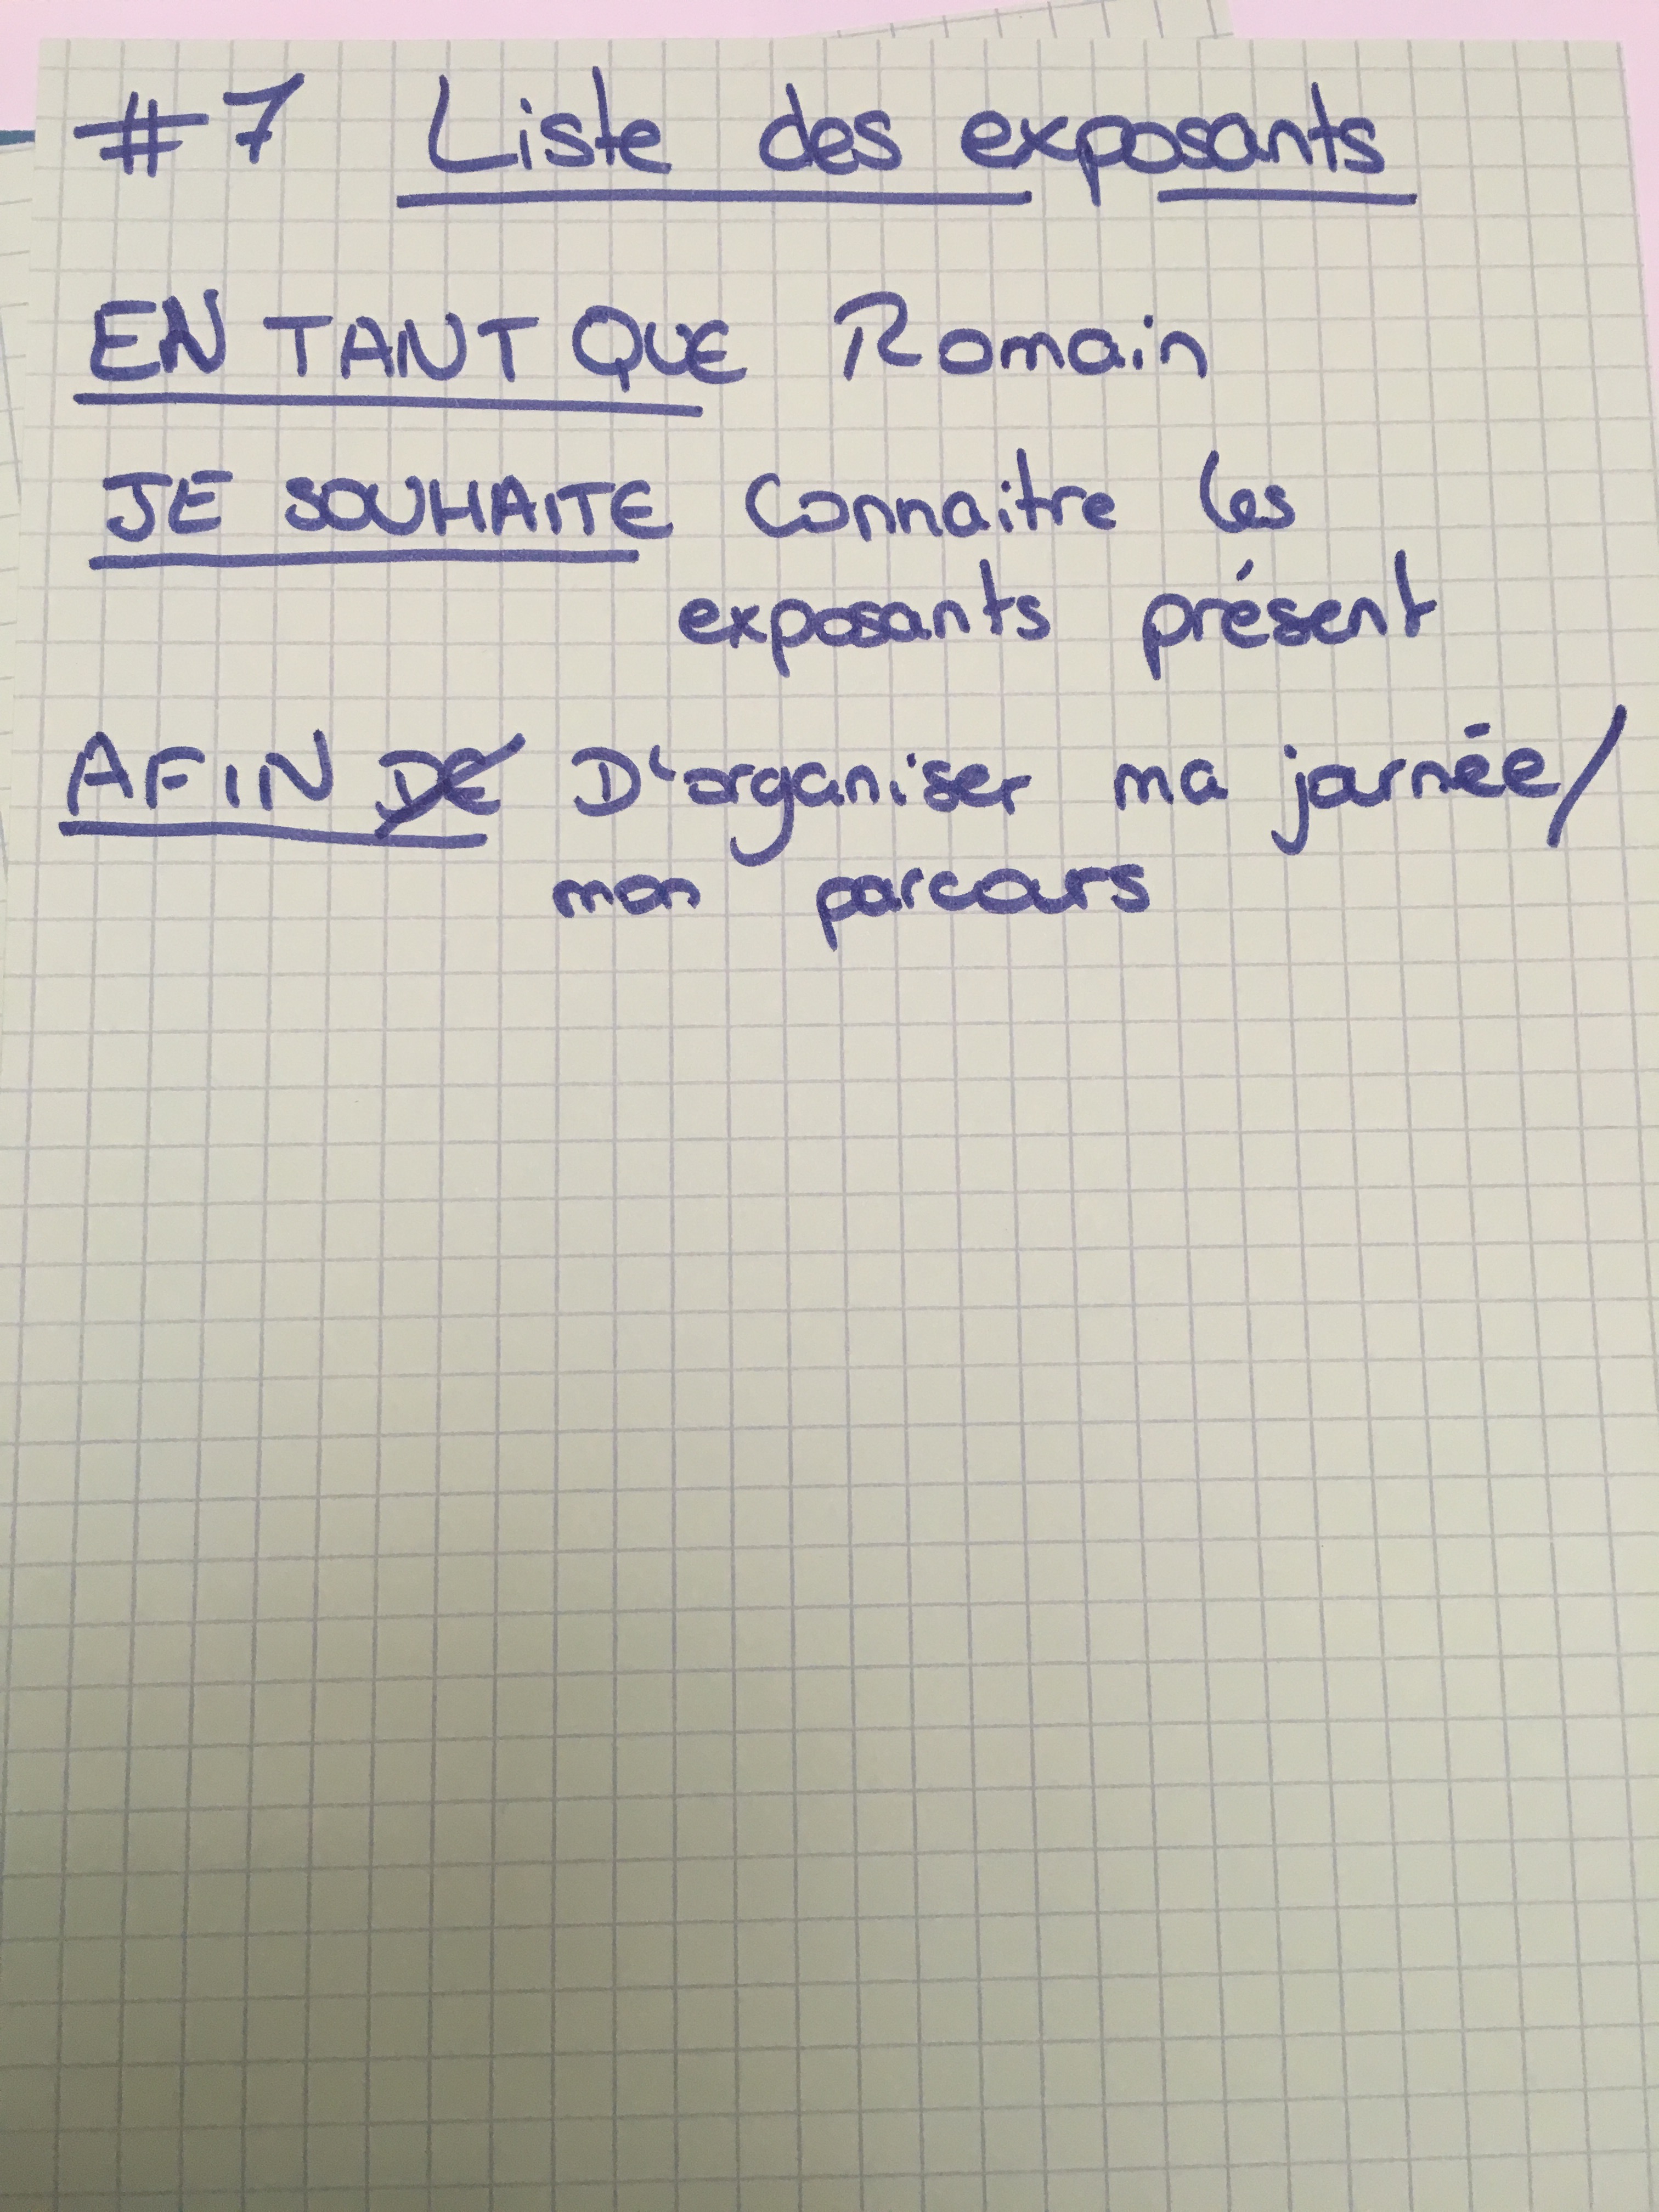 #7 Liste des exposants
EN TANT QUE Romain
JE SOUHAITE Connaitre les
exposants présent
AFIN DE D'organiser ma journée/
mon parcours